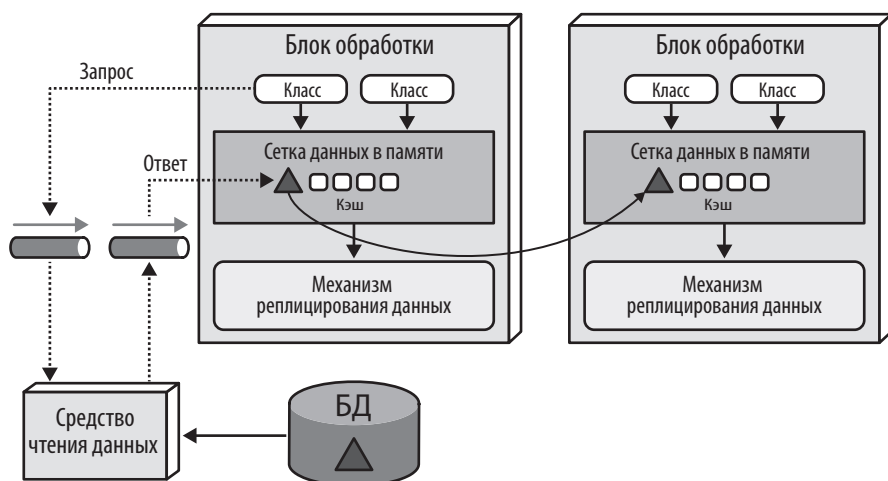 Блок обработки
Блок обработки
Запрос
Класс
Класс
Класс
Класс
Сетка данных в памяти
Сетка данных в памяти
Ответ
Кэш
Кэш
Механизм
реплицирования данных
Механизм
реплицирования данных
БД
Средство
чтения данных